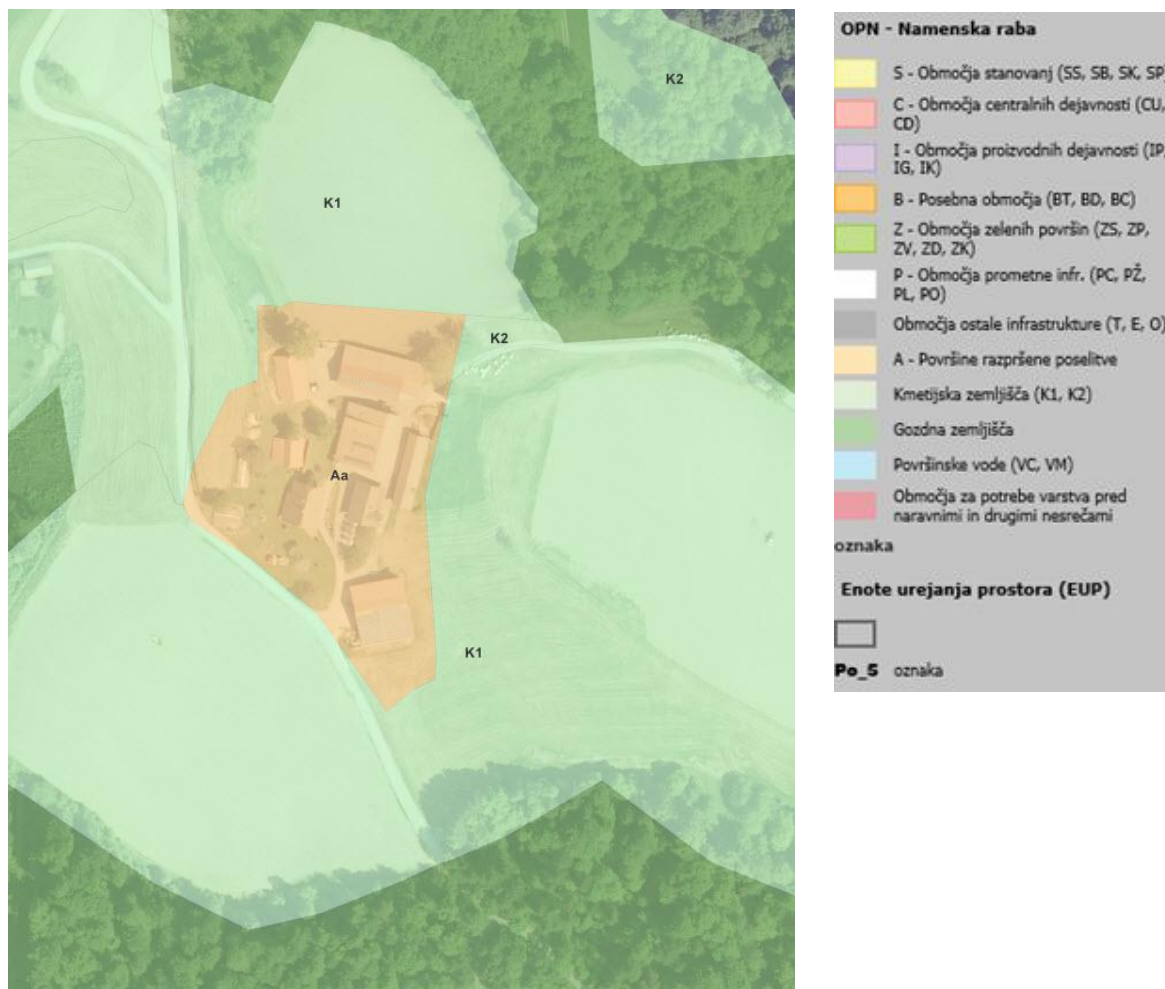 K2
K1
K2
Aa
K1
OPN - Namenska raba
S - Območja stanovanj (SS, SB, SK, SP)
C - Območja centralnih dejavnosti (CU,
CD)
I - Območja proizvodnih dejavnosti (IP,
IG, IK)
B - Posebna območja (BT, BD, BC)
Z - Območja zelenih površin (ZS, ZP,
ZV, ZD, ZK)
P - Območja prometne infr. (PC, PŽ,
PL, PO)
Območja ostale infrastrukture (T, E, O)
A - Površine razpršene poselitve
Kmetijska zemljišča (K1, K2)
Gozdna zemljišča
Površinske vode (VC, VM)
Območja za potrebe varstva pred
naravnimi in drugimi nesrečami
oznaka
Enote urejanja prostora (EUP)
Po_5 oznaka